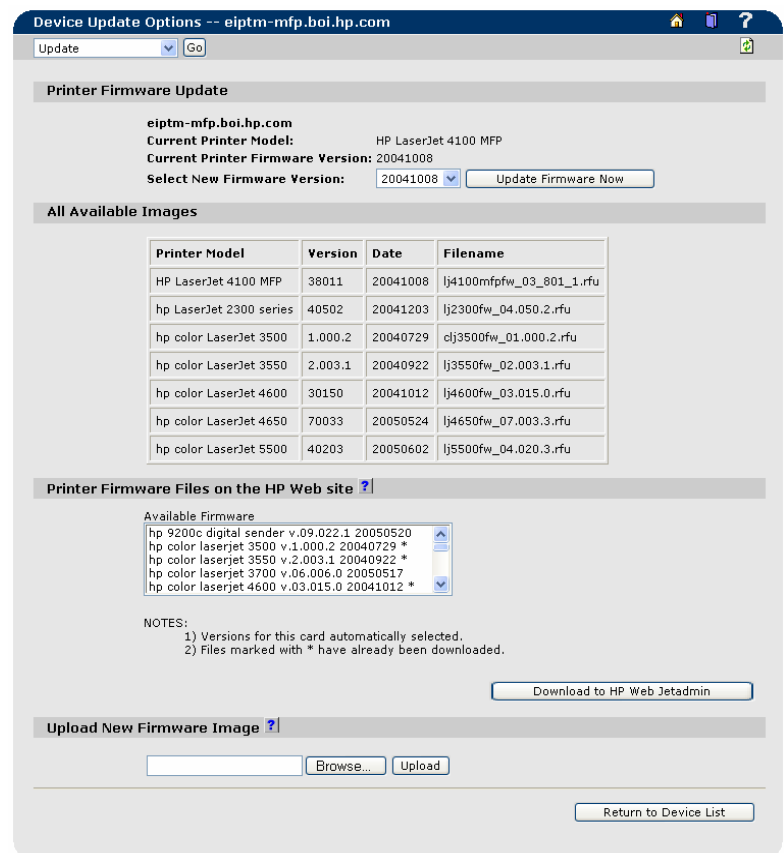 Device Update Options -- eiptm-mfp.boi.hp.com ?
Update Go
Printer Firmware Update
eiptm-mfp.boi.hp.com
Current Printer Model: HP LaserJet 4100 MFP
Current Printer Firmware Version: 20041008
Select New Firmware Version: 20041008 Update Firmware Now
All Available Images
Printer Model Version Date Filename
HP LaserJet 4100 MFP 38011 20041008 lj4100mfpfw_03_801_1.rfu
hp LaserJet 2300 series 40502 20041203 lj2300fw_04.050.2.rfu
hp color LaserJet 3500 1.000.2 20040729 clj3500fw_01.000.2.rfu
hp color LaserJet 3550 2.003.1 20040922 lj3550fw_02.003.1.rfu
hp color LaserJet 4600 30150 20041012 lj4600fw_03.015.0.rfu
hp color LaserJet 4650 70033 20050524 lj4650fw_07.003.3.rfu
hp color LaserJet 5500 40203 20050602 lj5500fw_04.020.3.rfu
Printer Firmware Files on the HP Web site ?
Available Firmware
hp 9200c digital sender v.09.022.1 20050520
hp color laserjet 3500 v.1.000.2 20040729 *
hp color laserjet 3550 v.2.003.1 20040922 *
hp color laserjet 3700 v.06.006.0 20050517
hp color laserjet 4600 v.03.015.0 20041012 *
NOTES:
1) Versions for this card automatically selected.
2) Files marked with * have already been downloaded.
Download to HP Web Jetadmin
Upload New Firmware Image ?
Browse... Upload
Return to Device List